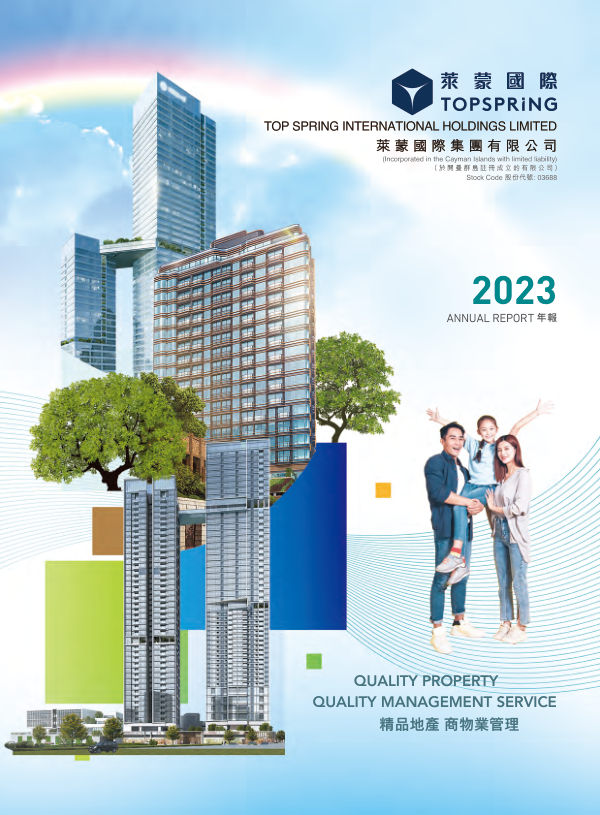 萊蒙國際
TOPSPRiNG
TOP SPRING INTERNATIONAL HOLDINGS LIMITED
萊蒙國際集團有限公司
(Incorporated in the Cayman Islands with limited liability)
(於開曼群島註冊成立的有限公司)
Stock Code 股份代號: 03688
2023
ANNUAL REPORT 年報
QUALITY PROPERTY
QUALITY MANAGEMENT SERVICE
精品地產 商物業管理